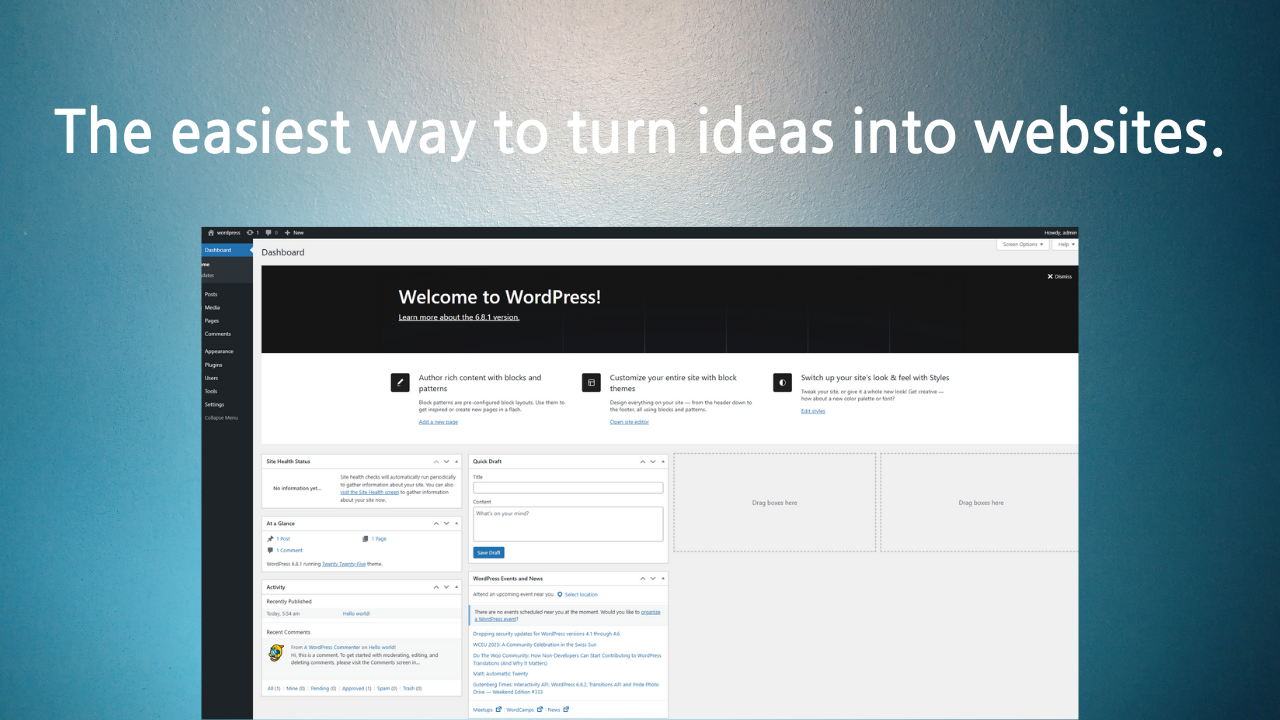 The easiest way to turn ideas into websites.
wordpress 1 0 New
Howdy, admin
Dashboard
Screen Options Help
Dashboard
Posts
Media
Pages
Comments
Appearance
Plugins
Users
Tools
Settings
Collapse Menu
Dismiss
Welcome to WordPress!
Learn more about the 6.8.1 version.
Author rich content with blocks and
patterns
Block patterns are pre-configured block layouts. Use them to
get inspired or create new pages in a flash.
Add a new page
Customize your entire site with block
themes
Design everything on your site — from the header down to
the footer, all using blocks and patterns.
Open site editor
Switch up your site's look & feel with Styles
Tweak your site, or give it a whole new look! Get creative —
how about a new color palette or font?
Edit styles
Site Health Status
No information yet...
Site health checks will automatically run periodically
to gather information about your site. You can also
visit the Site Health screen to gather information
about your site now.
At a Glance
1 Post
1 Page
1 Comment
WordPress 6.8.1 running Twenty Twenty-Five theme.
Activity
Recently Published
Today, 5:04 am Hello world!
Recent Comments
From A WordPress Commenter on Hello world!
Hi, this is a comment. To get started with moderating, editing, and
deleting comments, please visit the Comments screen in...
All (1) | Mine (0) | Pending (0) | Approved (1) | Spam (0) | Trash (0)
Quick Draft
Title
Content
What's on your mind?
Save Draft
WordPress Events and News
Attend an upcoming event near you. Select location
There are no events scheduled near you at the moment. Would you like to organize
a WordPress event?
Dropping security updates for WordPress versions 4.1 through 4.6
WCEU 2025: A Community Celebration in the Swiss Sun
Do The Woo Community: How Non-Developers Can Start Contributing to WordPress
Translations (And Why It Matters)
Matt: Automattic Twenty
Gutenberg Times: Interactivity API, WordPress 6.8.2, Transitions API and Pride Photo
Drive — Weekend Edition #333
Meetups | WordCamps | News
Drag boxes here
Drag boxes here